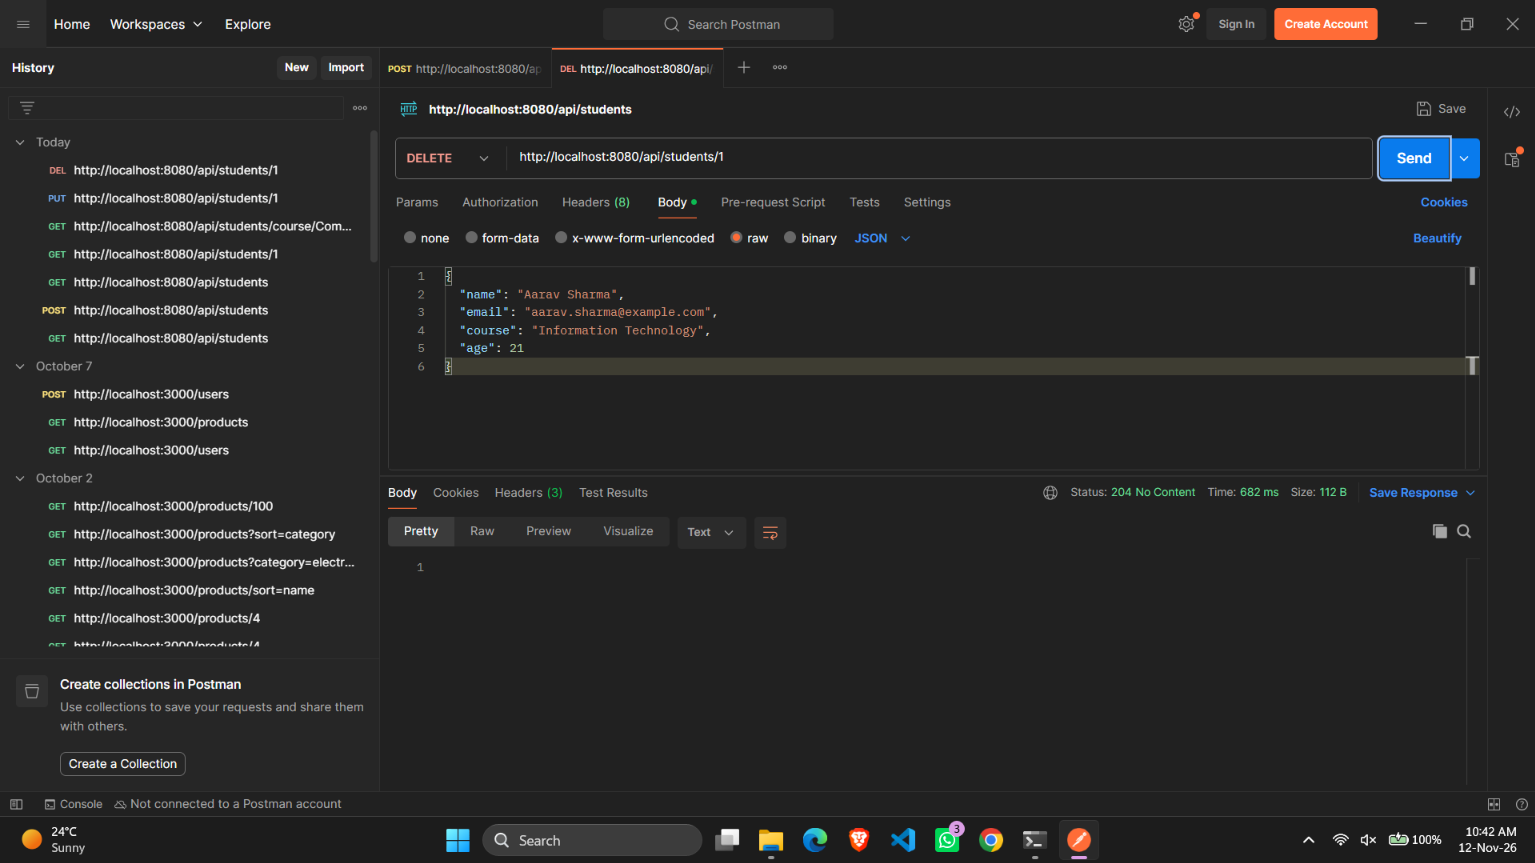 Home Workspaces Explore Search Postman Sign In Create Account
History New Import
POST http://localhost:8080/ap
DEL http://localhost:8080/api/
HTTP http://localhost:8080/api/students Save
DELETE http://localhost:8080/api/students/1 Send
Params Authorization Headers (8) Body Pre-request Script Tests Settings Cookies
none form-data x-www-form-urlencoded raw binary JSON Beautify
1 {
2 "name": "Aarav Sharma",
3 "email": "aarav.sharma@example.com",
4 "course": "Information Technology",
5 "age": 21
6 }
Today
DEL http://localhost:8080/api/students/1
PUT http://localhost:8080/api/students/1
GET http://localhost:8080/api/students/course/Com...
GET http://localhost:8080/api/students/1
GET http://localhost:8080/api/students
POST http://localhost:8080/api/students
GET http://localhost:8080/api/students
October 7
POST http://localhost:3000/users
GET http://localhost:3000/products
GET http://localhost:3000/users
October 2
GET http://localhost:3000/products/100
GET http://localhost:3000/products?sort=category
GET http://localhost:3000/products?category=electr...
GET http://localhost:3000/products/sort=name
GET http://localhost:3000/products/4
GET http://localhost:3000/products/4
Create collections in Postman
Use collections to save your requests and share them
with others.
Create a Collection
Body Cookies Headers (3) Test Results Status: 204 No Content Time: 682 ms Size: 112 B Save Response
Pretty Raw Preview Visualize Text
1
Console Not connected to a Postman account
24°C
Sunny
Search
3
100%
10:42 AM
12-Nov-26